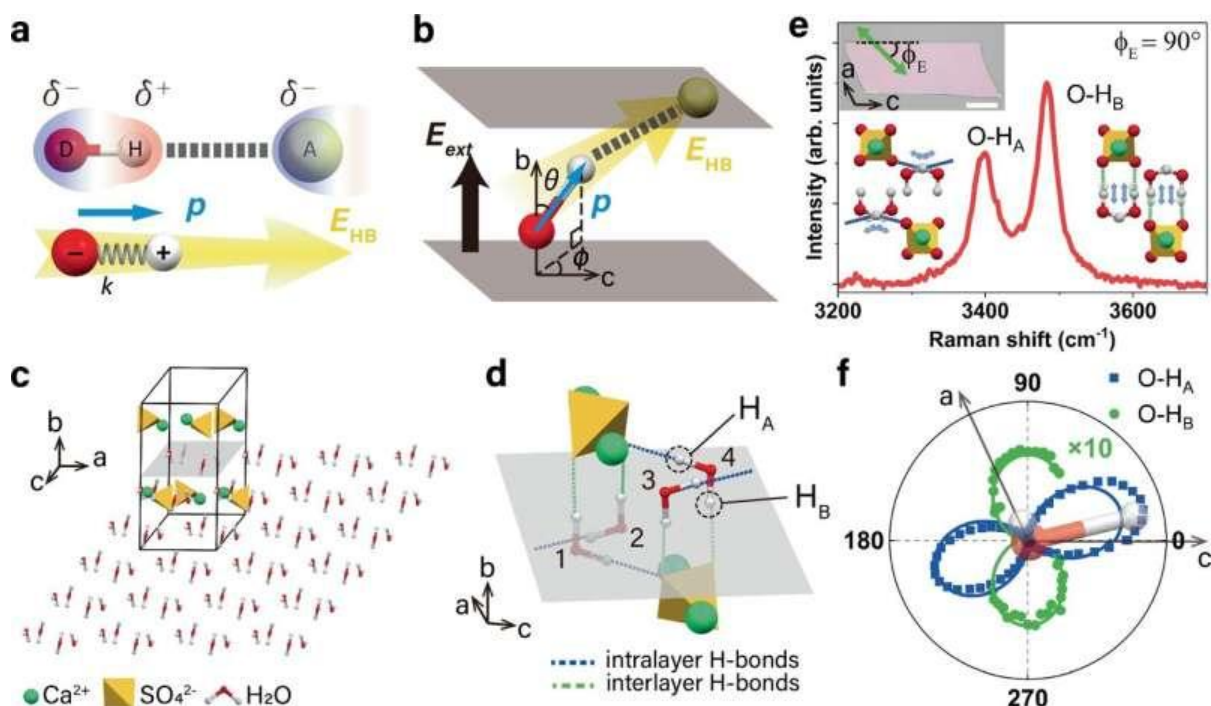 a
δ⁻
δ⁺
δ⁻
D
H
A
p
E_HB
−
+
k
b
E_ext
b
θ
E_HB
p
ϕ
c
c
b
a
c
Ca²⁺
SO₄²⁻
H₂O
d
H_A
4
3
H_B
2
1
b
a
c
intralayer H-bonds
interlayer H-bonds
e
Intensity (arb. units)
ϕ_E
a
c
ϕ_E = 90°
O-H_A
O-H_B
3200
3400
3600
Raman shift (cm⁻¹)
f
90
O-H_A
O-H_B
a
×10
180
0
c
270